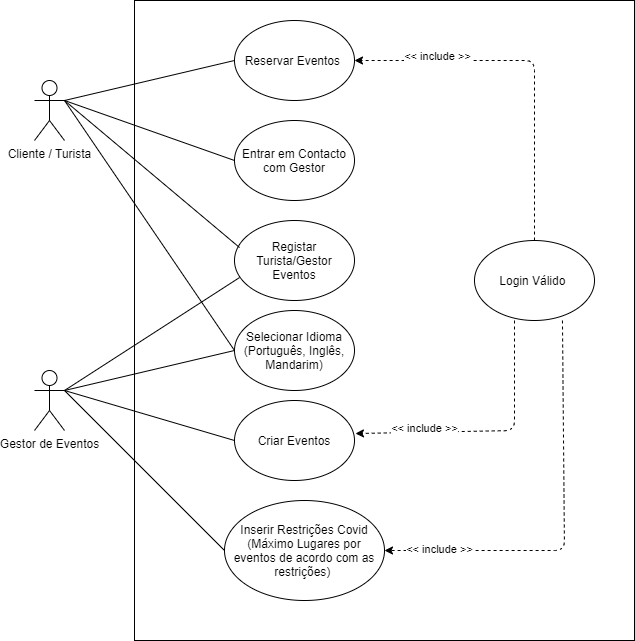 Reservar Eventos
<< include >>
Cliente / Turista
Entrar em Contacto
com Gestor
Registar
Turista/Gestor
Eventos
Login Válido
Selecionar Idioma
(Português, Inglês,
Mandarim)
Gestor de Eventos
Criar Eventos
<< include >>
Inserir Restrições Covid
(Máximo Lugares por
eventos de acordo com as
restrições)
<< include >>